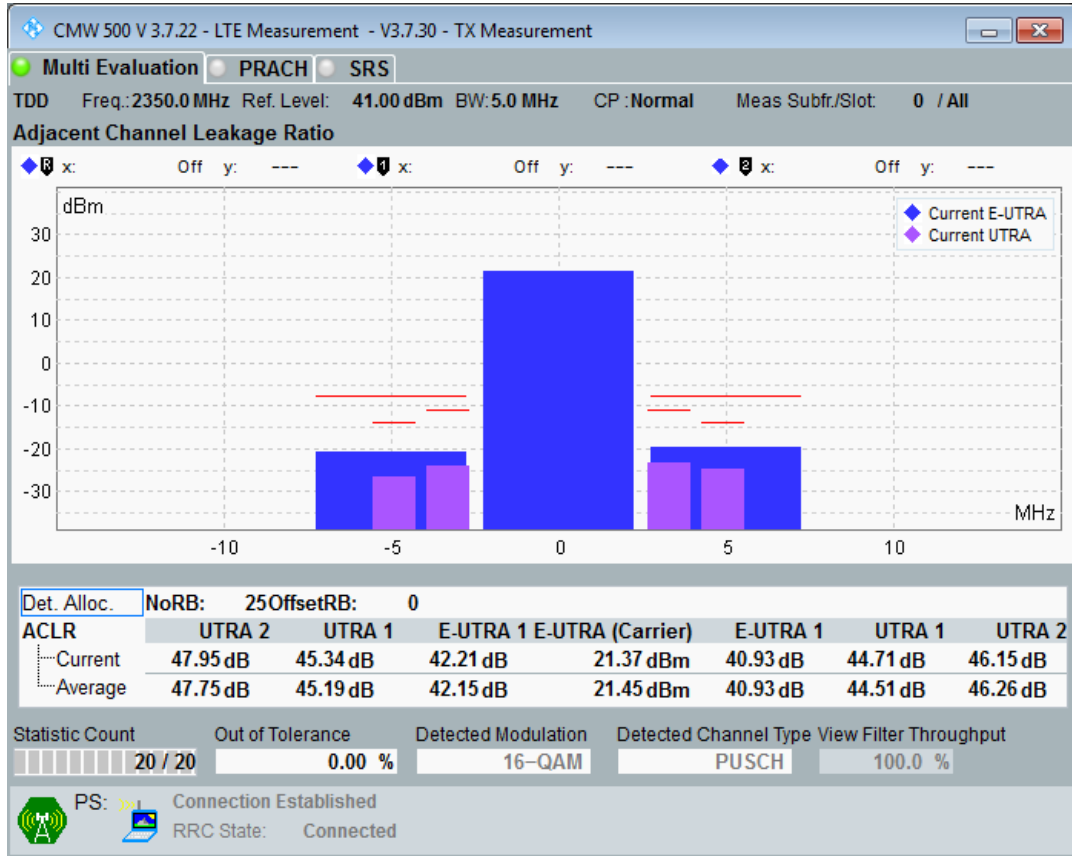 CMW 500 V 3.7.22 - LTE Measurement - V3.7.30 - TX Measurement
Multi Evaluation PRACH SRS
TDD Freq.: 2350.0 MHz Ref. Level: 41.00 dBm BW: 5.0 MHz CP : Normal Meas Subfr./Slot: 0 / All
Adjacent Channel Leakage Ratio
R x: Off y: --- 1 x: Off y: --- 2 x: Off y: ---
dBm
Current E-UTRA
Current UTRA
30
20
10
0
-10
-20
-30
MHz
-10 -5 0 5 10
Det. Alloc. NoRB: 25 OffsetRB: 0
ACLR UTRA 2 UTRA 1 E-UTRA 1 E-UTRA (Carrier) E-UTRA 1 UTRA 1 UTRA 2
Current 47.95 dB 45.34 dB 42.21 dB 21.37 dBm 40.93 dB 44.71 dB 46.15 dB
Average 47.75 dB 45.19 dB 42.15 dB 21.45 dBm 40.93 dB 44.51 dB 46.26 dB
Statistic Count Out of Tolerance Detected Modulation Detected Channel Type View Filter Throughput
20 / 20 0.00 % 16-QAM PUSCH 100.0 %
PS: Connection Established
RRC State: Connected